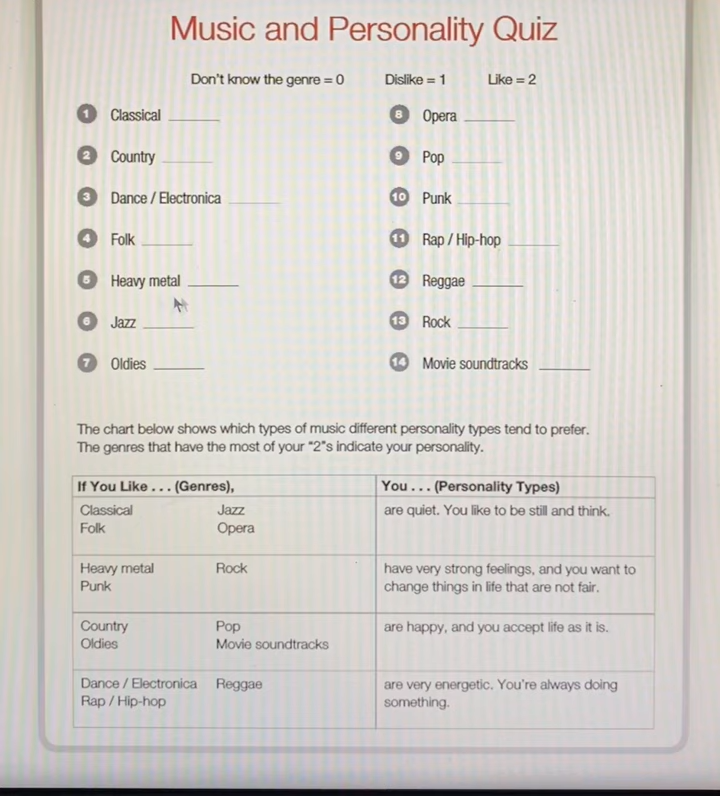 Music and Personality Quiz
Don't know the genre = 0 Dislike = 1 Like = 2
1 Classical
2 Country
3 Dance / Electronica
4 Folk
5 Heavy metal
6 Jazz
7 Oldies
8 Opera
9 Pop
10 Punk
11 Rap / Hip-hop
12 Reggae
13 Rock
14 Movie soundtracks
The chart below shows which types of music different personality types tend to prefer.
The genres that have the most of your "2"s indicate your personality.
If You Like . . . (Genres), You . . . (Personality Types)
Classical Jazz are quiet. You like to be still and think.
Folk Opera
Heavy metal Rock have very strong feelings, and you want to
Punk change things in life that are not fair.
Country Pop are happy, and you accept life as it is.
Oldies Movie soundtracks
Dance / Electronica Reggae are very energetic. You're always doing
Rap / Hip-hop something.